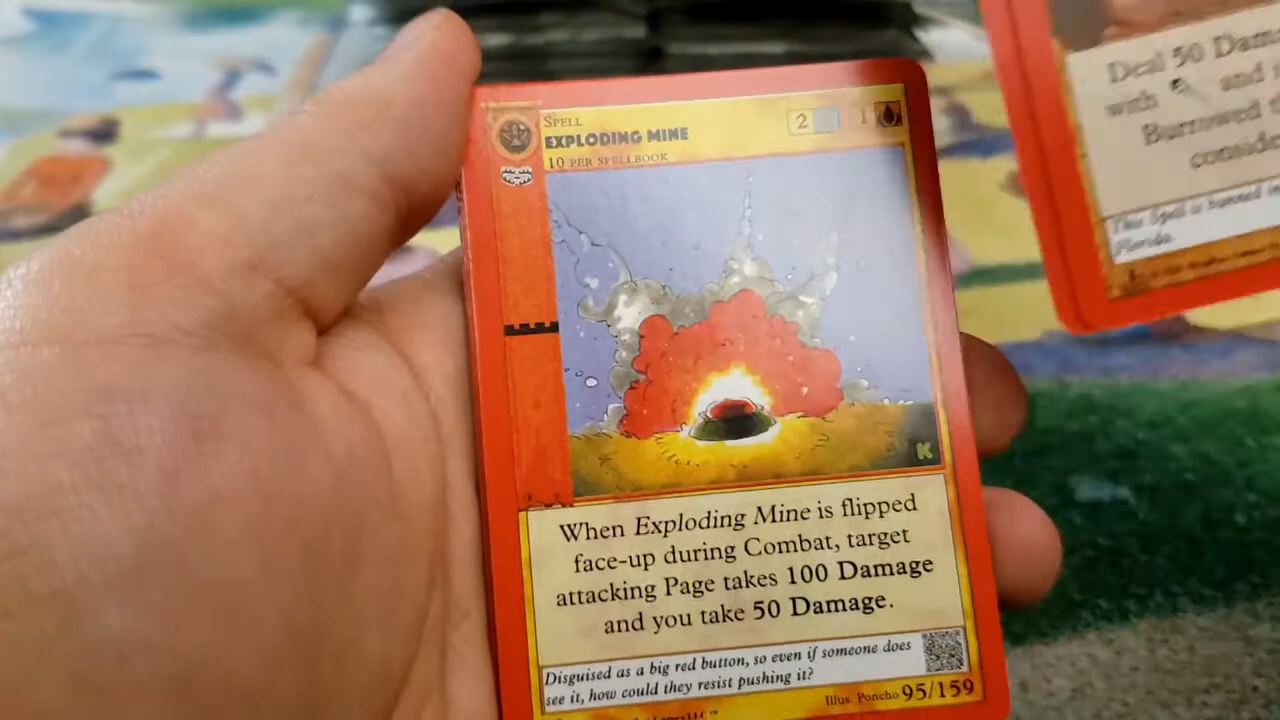 SPELL
EXPLODING MINE
10 PER SPELLBOOK
2 1
K
When Exploding Mine is flipped
face-up during Combat, target
attacking Page takes 100 Damage
and you take 50 Damage.
Disguised as a big red button, so even if someone does
see it, how could they resist pushing it?
Illus. Poncho 95/159
Deal 50
with and
Burrowed
This Spell is banned
Florida.